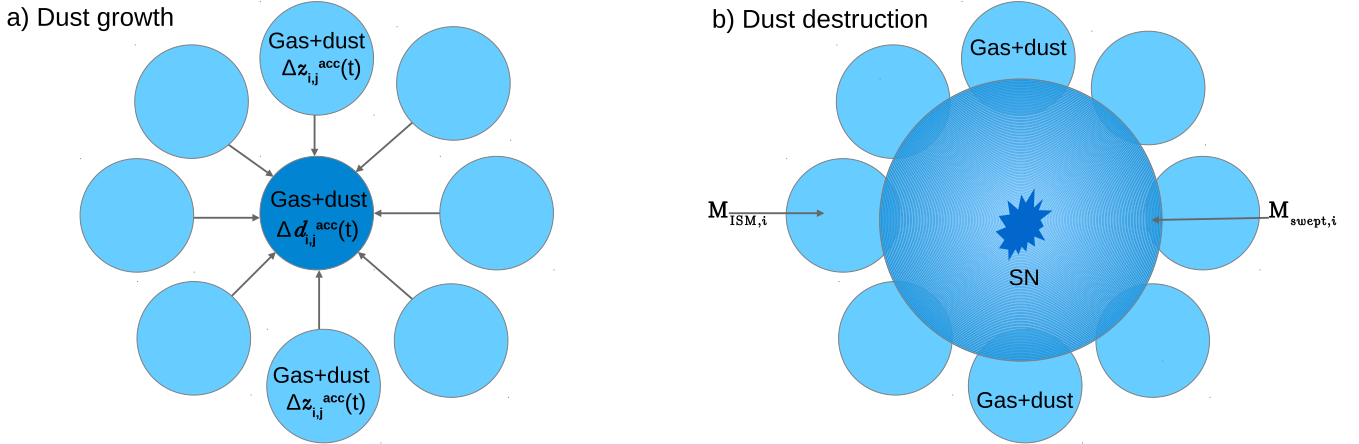 a) Dust growth
Gas+dust
Δz_{i,j}^{acc}(t)
Gas+dust
Δd_{i,j}^{acc}(t)
Gas+dust
Δz_{i,j}^{acc}(t)
b) Dust destruction
Gas+dust
M_{ISM,i}
M_{swept,i}
SN
Gas+dust